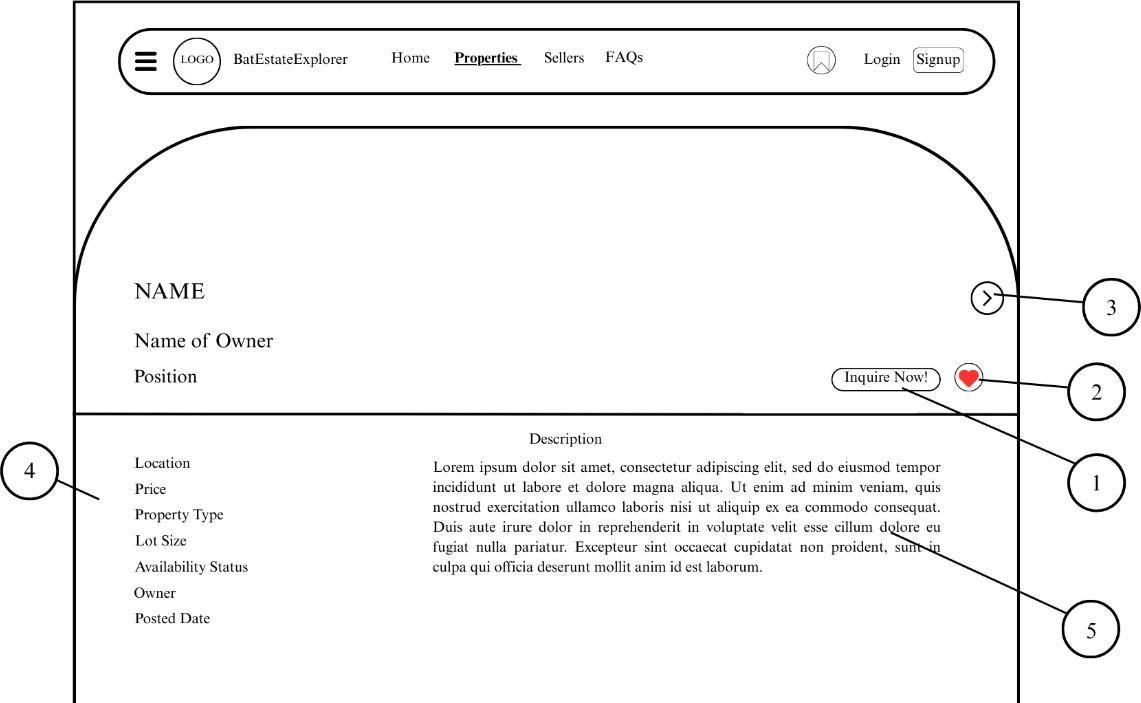 LOGO BatEstateExplorer Home Properties Sellers FAQs Login Signup
NAME
3
Name of Owner
Position
Inquire Now!
2
1
4
Location
Price
Property Type
Lot Size
Availability Status
Owner
Posted Date
Description
Lorem ipsum dolor sit amet, consectetur adipiscing elit, sed do eiusmod tempor
incididunt ut labore et dolore magna aliqua. Ut enim ad minim veniam, quis
nostrud exercitation ullamco laboris nisi ut aliquip ex ea commodo consequat.
Duis aute irure dolor in reprehenderit in voluptate velit esse cillum dolore eu
fugiat nulla pariatur. Excepteur sint occaecat cupidatat non proident, sunt in
culpa qui officia deserunt mollit anim id est laborum.
5